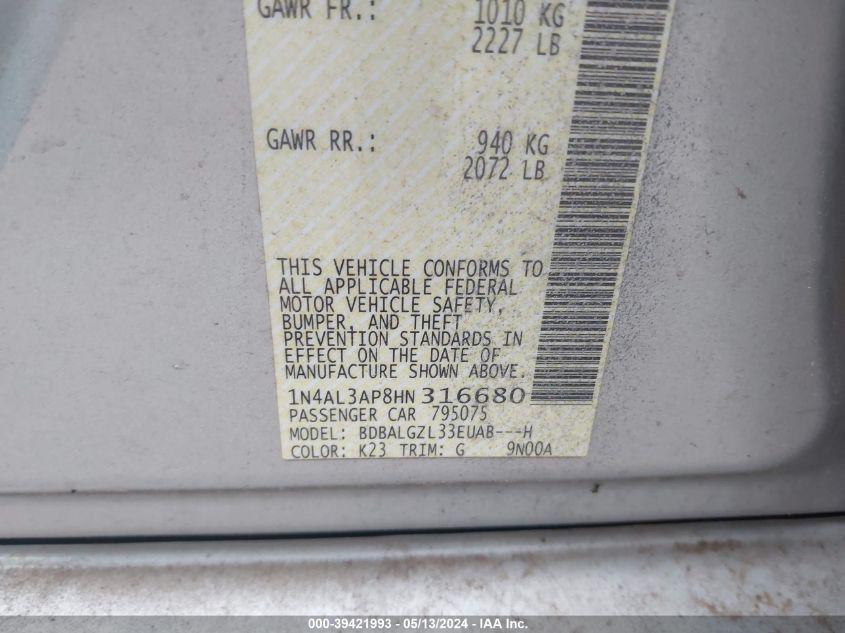 GAWR FR.: 1010 KG
2227 LB
GAWR RR.: 940 KG
2072 LB
THIS VEHICLE CONFORMS TO
ALL APPLICABLE FEDERAL
MOTOR VEHICLE SAFETY,
BUMPER, AND THEFT
PREVENTION STANDARDS IN
EFFECT ON THE DATE OF
MANUFACTURE SHOWN ABOVE.
1N4AL3AP8HN 316680
PASSENGER CAR 795075
MODEL: BDBALGZL33EUAB---H
COLOR: K23 TRIM: G 9N00A
000-39421993 - 05/13/2024 - IAA, Inc.